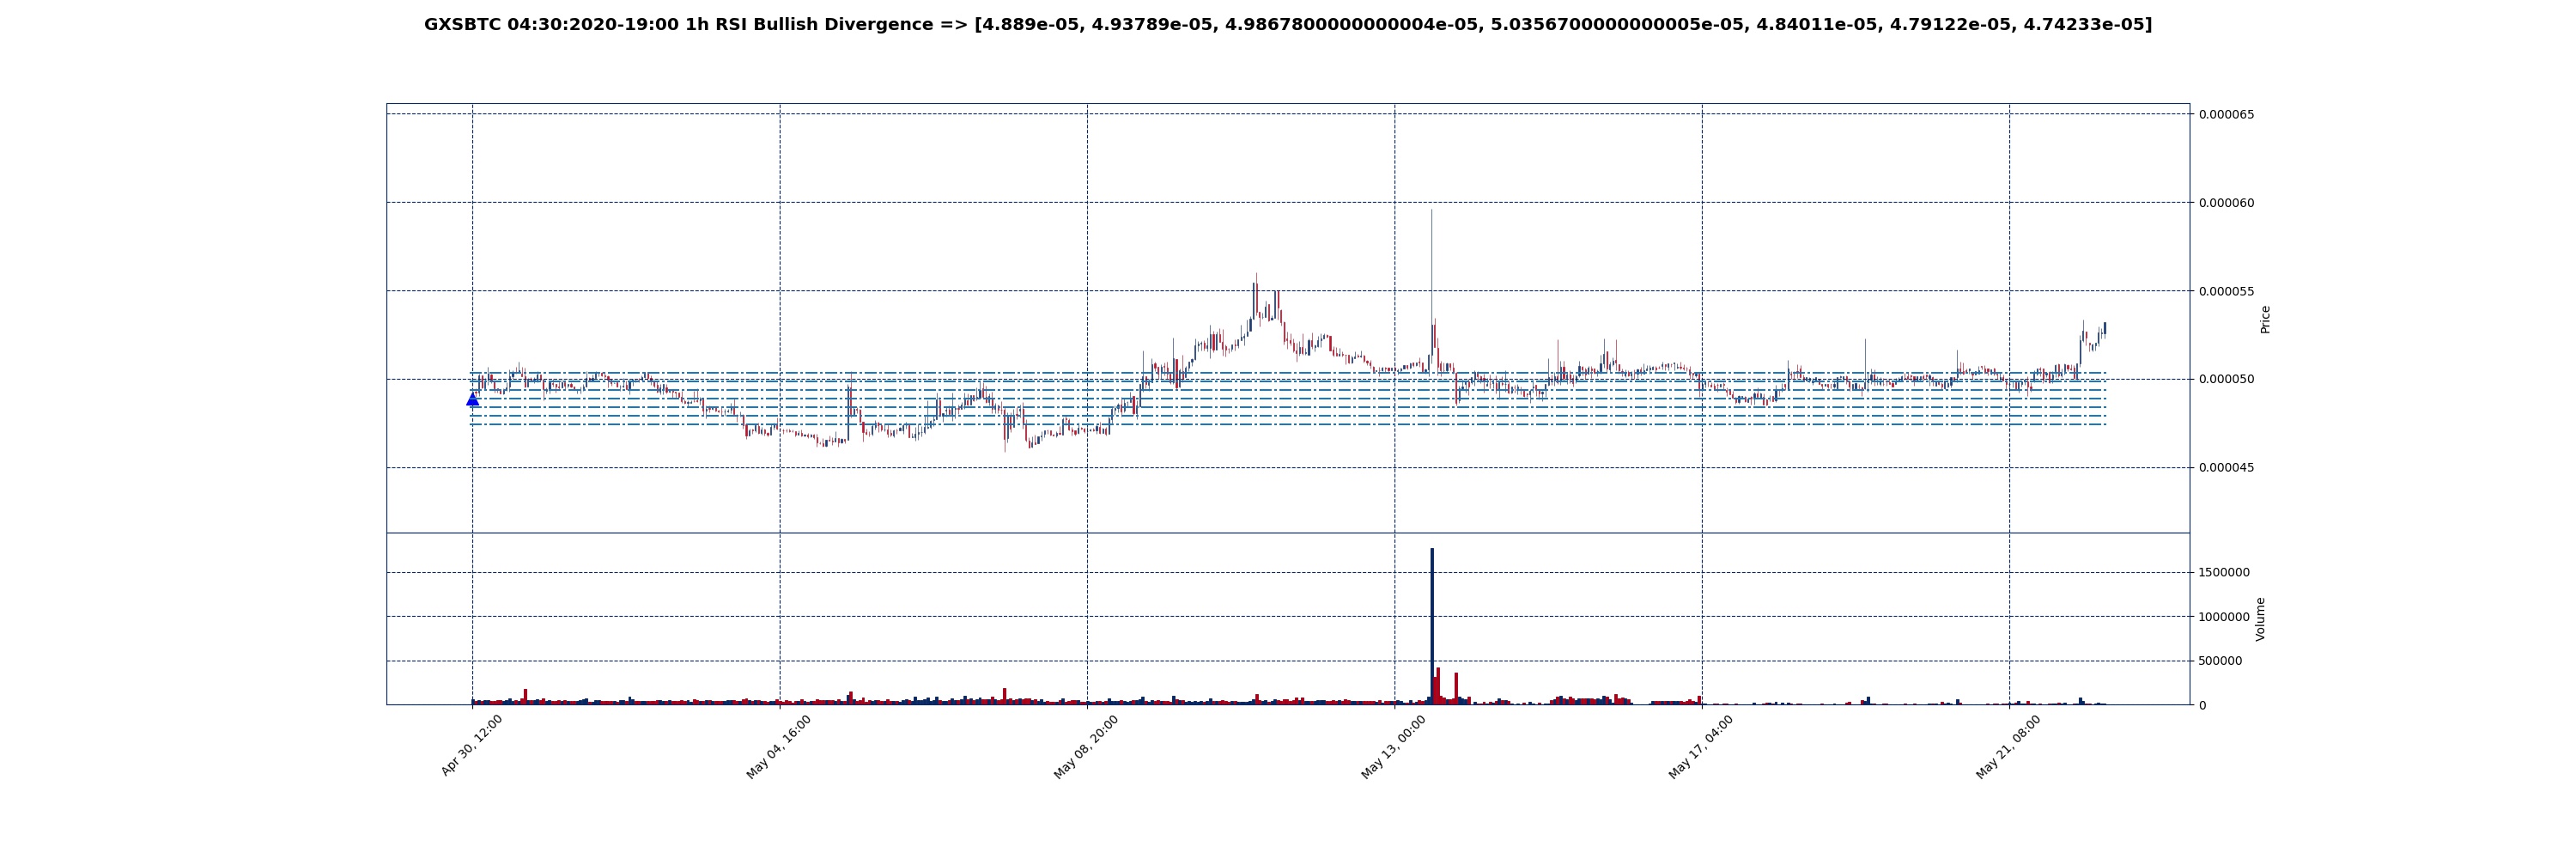 GXSBTC 04:30:2020-19:00 1h RSI Bullish Divergence => [4.889e-05, 4.93789e-05, 4.9867800000000004e-05, 5.0356700000000005e-05, 4.84011e-05, 4.79122e-05, 4.74233e-05]
0.000065
0.000060
0.000055
Price
0.000050
0.000045
1500000
1000000
Volume
500000
0
Apr 30, 12:00
May 04, 16:00
May 08, 20:00
May 13, 00:00
May 17, 04:00
May 21, 08:00